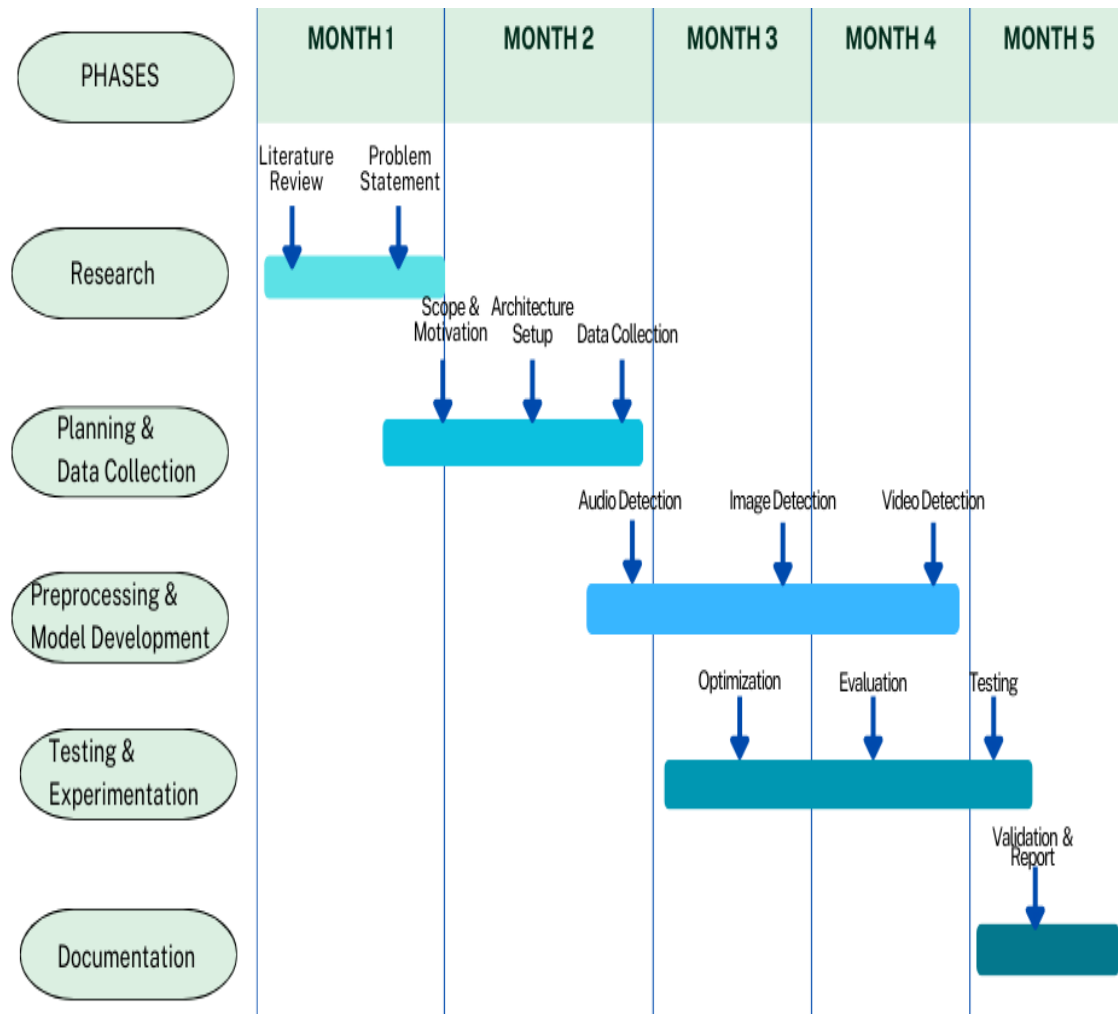 PHASES
MONTH 1
MONTH 2
MONTH 3
MONTH 4
MONTH 5
Literature
Review
Problem
Statement
Research
Scope &
Motivation
Architecture
Setup
Data Collection
Planning &
Data Collection
Audio Detection
Image Detection
Video Detection
Preprocessing &
Model Development
Optimization
Evaluation
Testing
Testing &
Experimentation
Validation &
Report
Documentation